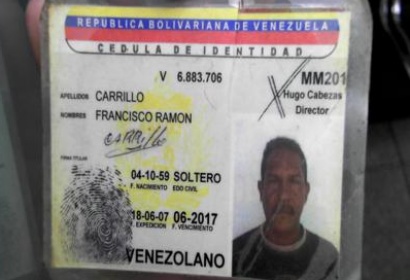 REPUBLICA BOLIVARIANA DE VENEZUELA
CEDULA DE IDENTIDAD
V 6.883.706
MM201
APELLIDOS CARRILLO
Hugo Cabezas
NOMBRES FRANCISCO RAMON
Director
CARRillo
FIRMA TITULAR
04-10-59 SOLTERO
F. NACIMIENTO EDO CIVIL
18-06-07 06-2017
F. EXPEDICION F. VENCIMIENTO
VENEZOLANO